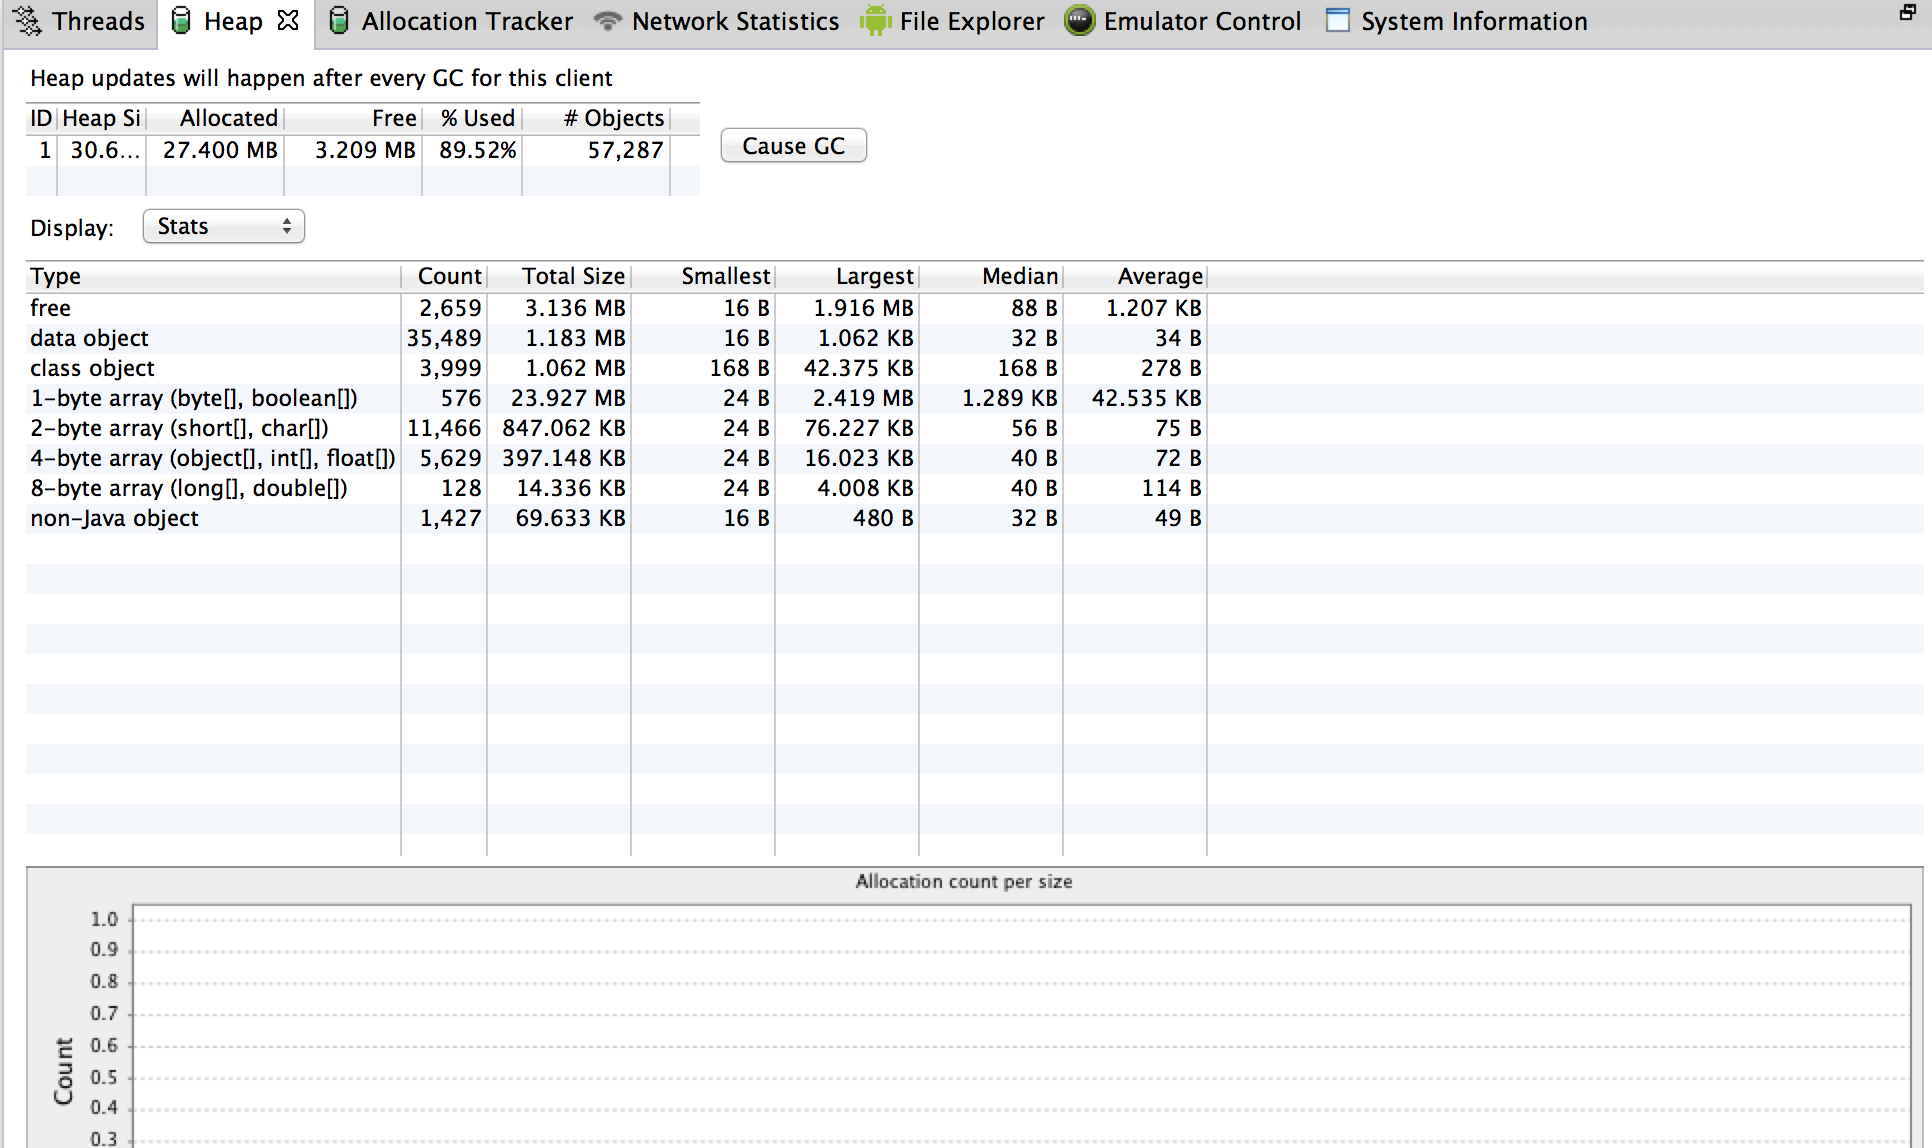 Threads Heap Allocation Tracker Network Statistics File Explorer Emulator Control System Information
Heap updates will happen after every GC for this client
ID Heap Si Allocated Free % Used # Objects
1 30.6... 27.400 MB 3.209 MB 89.52% 57,287
Cause GC
Display: Stats
Type Count Total Size Smallest Largest Median Average
free 2,659 3.136 MB 16 B 1.916 MB 88 B 1.207 KB
data object 35,489 1.183 MB 16 B 1.062 KB 32 B 34 B
class object 3,999 1.062 MB 168 B 42.375 KB 168 B 278 B
1-byte array (byte[], boolean[]) 576 23.927 MB 24 B 2.419 MB 1.289 KB 42.535 KB
2-byte array (short[], char[]) 11,466 847.062 KB 24 B 76.227 KB 56 B 75 B
4-byte array (object[], int[], float[]) 5,629 397.148 KB 24 B 16.023 KB 40 B 72 B
8-byte array (long[], double[]) 128 14.336 KB 24 B 4.008 KB 40 B 114 B
non-Java object 1,427 69.633 KB 16 B 480 B 32 B 49 B
Allocation count per size
1.0
0.9
0.8
0.7
0.6
0.5
0.4
0.3
Count